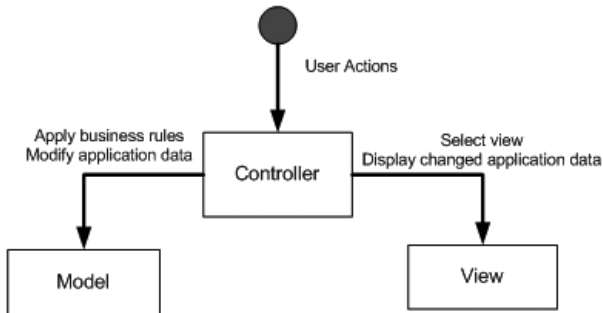 User Actions
Apply business rules
Modify application data
Select view
Display changed application data
Controller
Model
View